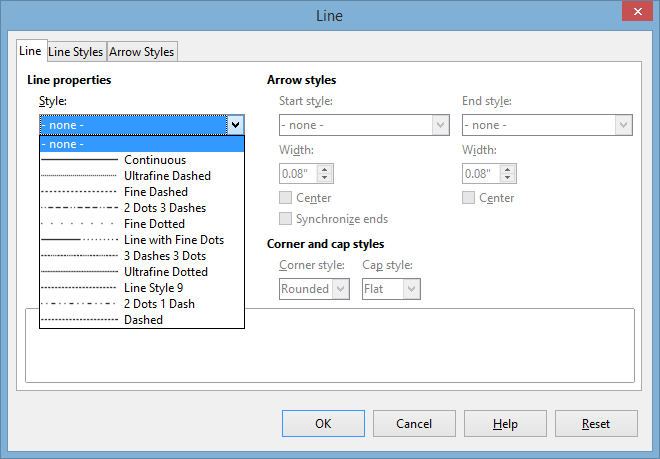 Line
Line Line Styles Arrow Styles
Line properties
Style:
- none -
- none -
Continuous
Ultrafine Dashed
Fine Dashed
2 Dots 3 Dashes
Fine Dotted
Line with Fine Dots
3 Dashes 3 Dots
Ultrafine Dotted
Line Style 9
2 Dots 1 Dash
Dashed
Arrow styles
Start style: End style:
- none - - none -
Width: Width:
0.08" 0.08"
Center Center
Synchronize ends
Corner and cap styles
Corner style: Cap style:
Rounded Flat
OK Cancel Help Reset